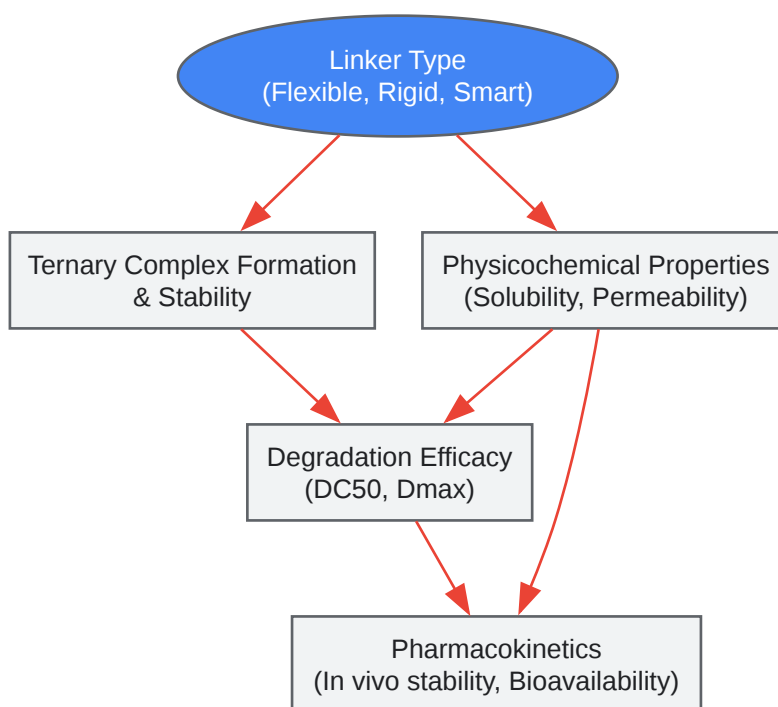 Linker Type
(Flexible, Rigid, Smart)
Ternary Complex Formation
& Stability
Physicochemical Properties
(Solubility, Permeability)
Degradation Efficacy
(DC50, Dmax)
Pharmacokinetics
(In vivo stability, Bioavailability)